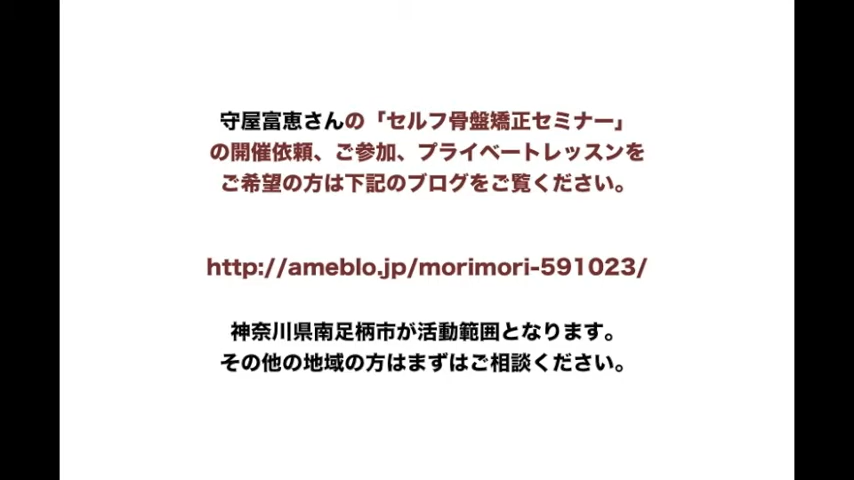 守屋富恵さんの「セルフ骨盤矯正セミナー」
の開催依頼、ご参加、プライベートレッスンを
ご希望の方は下記のブログをご覧ください。
http://ameblo.jp/morimori-591023/
神奈川県南足柄市が活動範囲となります。
その他の地域の方はまずはご相談ください。